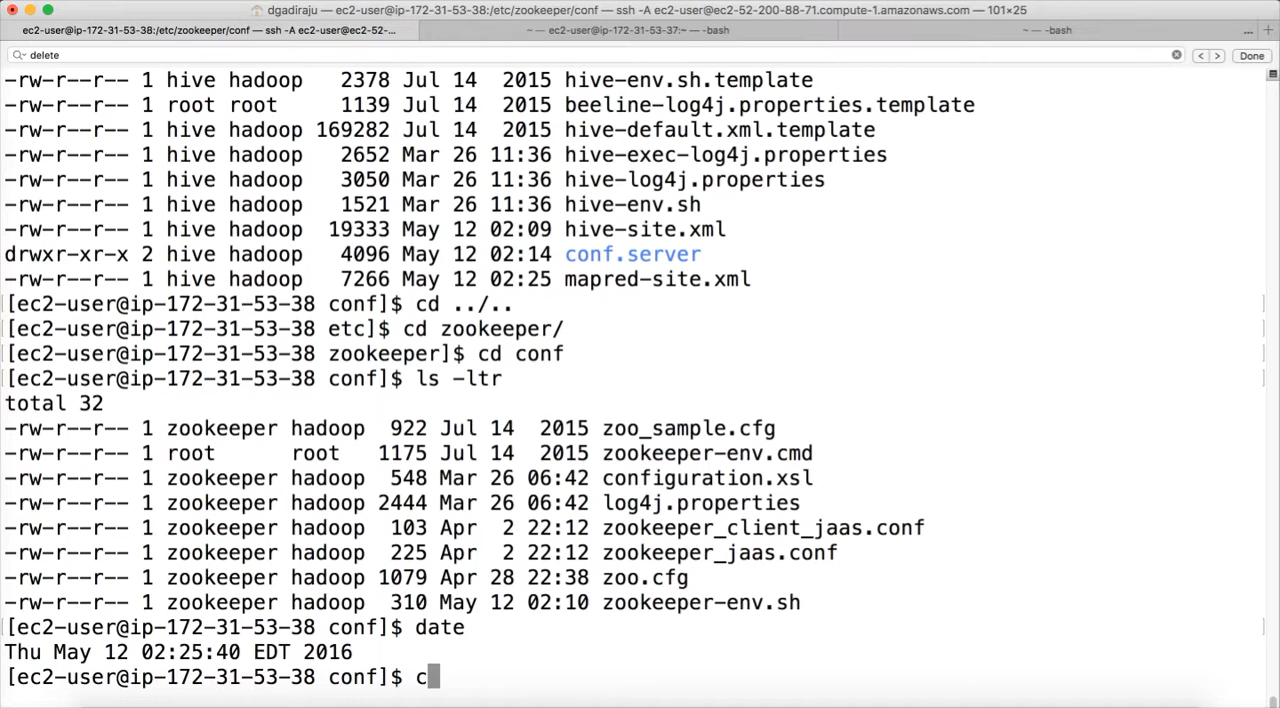 dgadiraju — ec2-user@ip-172-31-53-38:/etc/zookeeper/conf — ssh -A ec2-user@ec2-52-200-88-71.compute-1.amazonaws.com — 101×25
ec2-user@ip-172-31-53-38:/etc/zookeeper/conf — ssh -A ec2-user@ec2-52-... ~ — ec2-user@ip-172-31-53-37:~ — -bash ~ — -bash ... +
delete < > Done
-rw-r--r-- 1 hive hadoop 2378 Jul 14 2015 hive-env.sh.template
-rw-r--r-- 1 root root 1139 Jul 14 2015 beeline-log4j.properties.template
-rw-r--r-- 1 hive hadoop 169282 Jul 14 2015 hive-default.xml.template
-rw-r--r-- 1 hive hadoop 2652 Mar 26 11:36 hive-exec-log4j.properties
-rw-r--r-- 1 hive hadoop 3050 Mar 26 11:36 hive-log4j.properties
-rw-r--r-- 1 hive hadoop 1521 Mar 26 11:36 hive-env.sh
-rw-r--r-- 1 hive hadoop 19333 May 12 02:09 hive-site.xml
drwxr-xr-x 2 hive hadoop 4096 May 12 02:14 conf.server
-rw-r--r-- 1 hive hadoop 7266 May 12 02:25 mapred-site.xml
[ec2-user@ip-172-31-53-38 conf]$ cd ../..
[ec2-user@ip-172-31-53-38 etc]$ cd zookeeper/
[ec2-user@ip-172-31-53-38 zookeeper]$ cd conf
[ec2-user@ip-172-31-53-38 conf]$ ls -ltr
total 32
-rw-r--r-- 1 zookeeper hadoop 922 Jul 14 2015 zoo_sample.cfg
-rw-r--r-- 1 root root 1175 Jul 14 2015 zookeeper-env.cmd
-rw-r--r-- 1 zookeeper hadoop 548 Mar 26 06:42 configuration.xsl
-rw-r--r-- 1 zookeeper hadoop 2444 Mar 26 06:42 log4j.properties
-rw-r--r-- 1 zookeeper hadoop 103 Apr 2 22:12 zookeeper_client_jaas.conf
-rw-r--r-- 1 zookeeper hadoop 225 Apr 2 22:12 zookeeper_jaas.conf
-rw-r--r-- 1 zookeeper hadoop 1079 Apr 28 22:38 zoo.cfg
-rw-r--r-- 1 zookeeper hadoop 310 May 12 02:10 zookeeper-env.sh
[ec2-user@ip-172-31-53-38 conf]$ date
Thu May 12 02:25:40 EDT 2016
[ec2-user@ip-172-31-53-38 conf]$ c